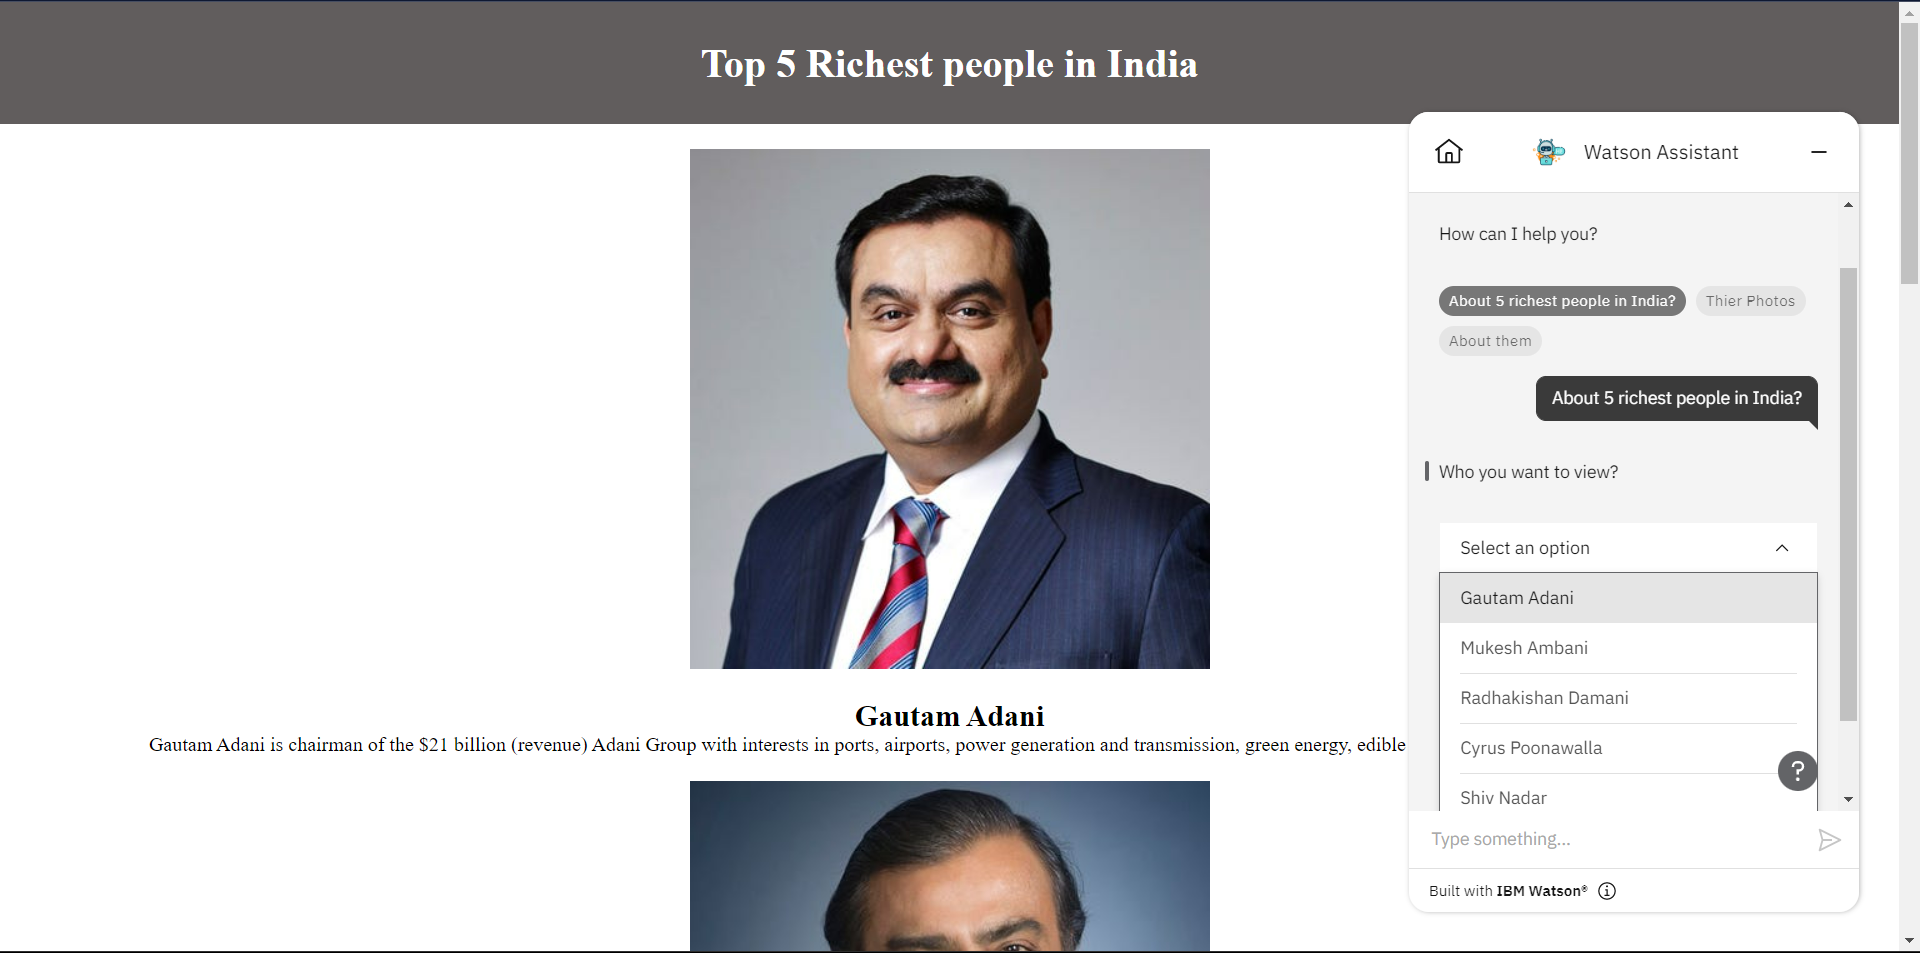 Top 5 Richest people in India
Gautam Adani
Gautam Adani is chairman of the $21 billion (revenue) Adani Group with interests in ports, airports, power generation and transmission, green energy, edible
Watson Assistant
How can I help you?
About 5 richest people in India?
Thier Photos
About them
About 5 richest people in India?
Who you want to view?
Select an option
Gautam Adani
Mukesh Ambani
Radhakishan Damani
Cyrus Poonawalla
?
Shiv Nadar
Type something...
Built with IBM Watson®